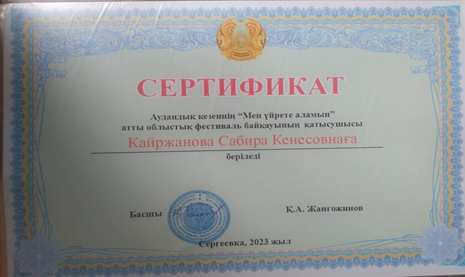 СЕРТИФИКАТ
Аудандық кезеңнің “Мен үйрете аламын”
атты облыстық фестиваль байқауының қатысушысы
Кайржанова Сабира Кенесовнаға
беріледі
Басшы К.А. Жангожинов
Сергеевка, 2023 жыл